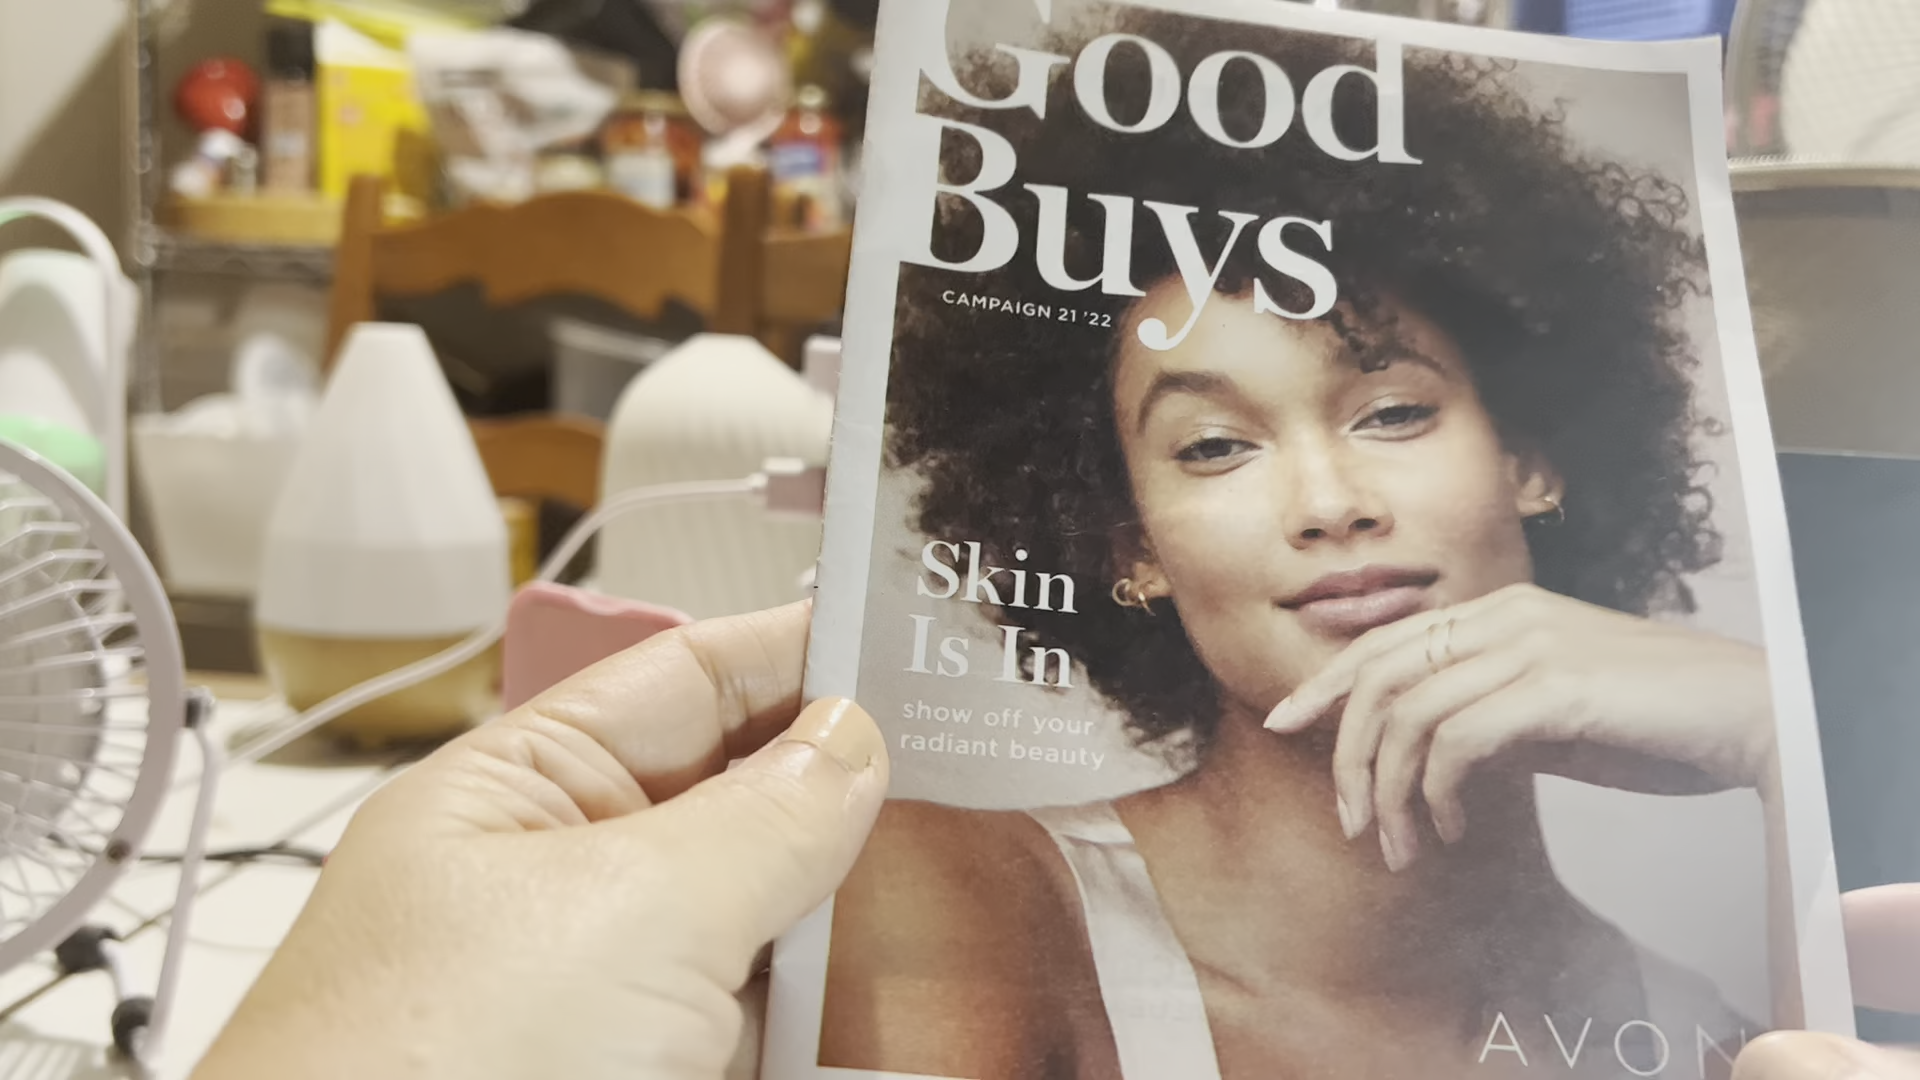 Good
Buys
CAMPAIGN 21 '22
Skin
Is In
show off your
radiant beauty
AVON